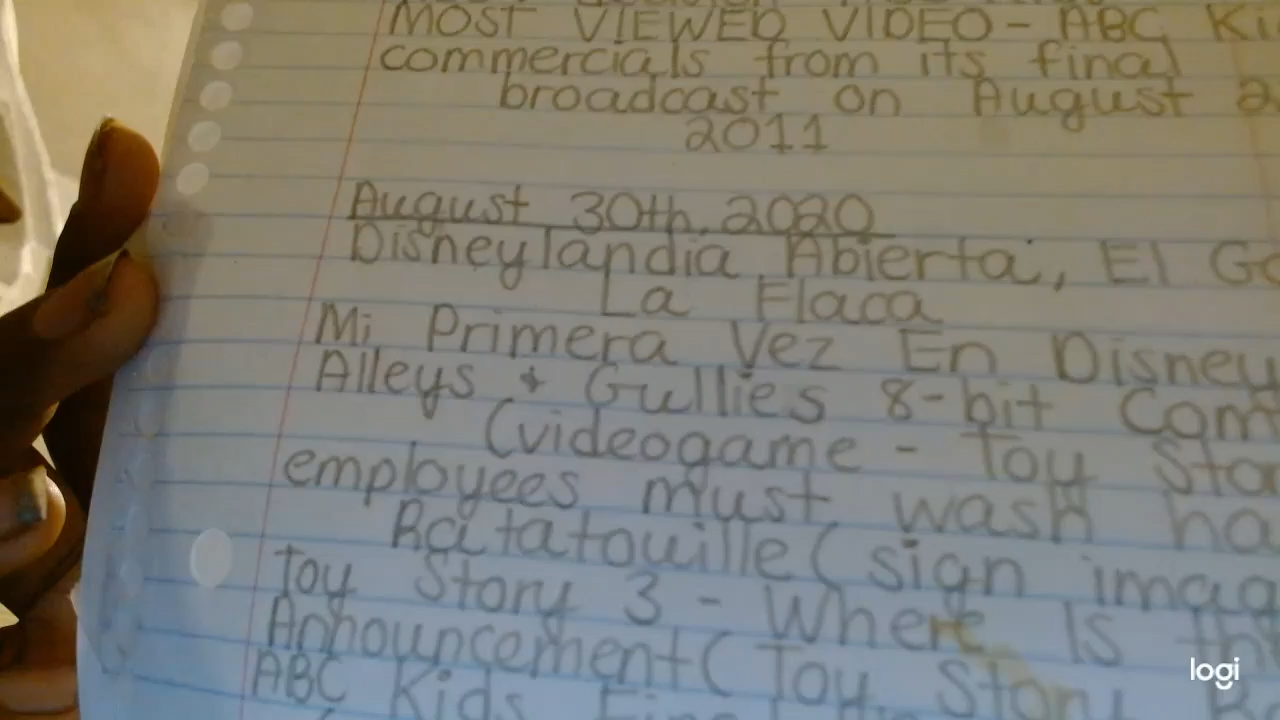 MOST VIEWED VIDEO - ABC
commercials from its final
broadcast on August
2011
August 30th, 2020
Disneylandia Abierta, El
La Flaca
Mi Primera Vez En Disney
Alleys + Gullies 8-bit
(videogame - Toy
employees must wash
Ratatouille (sign
Toy Story 3 - Where Is
Announcement (Toy Story
ABC Kids
logi